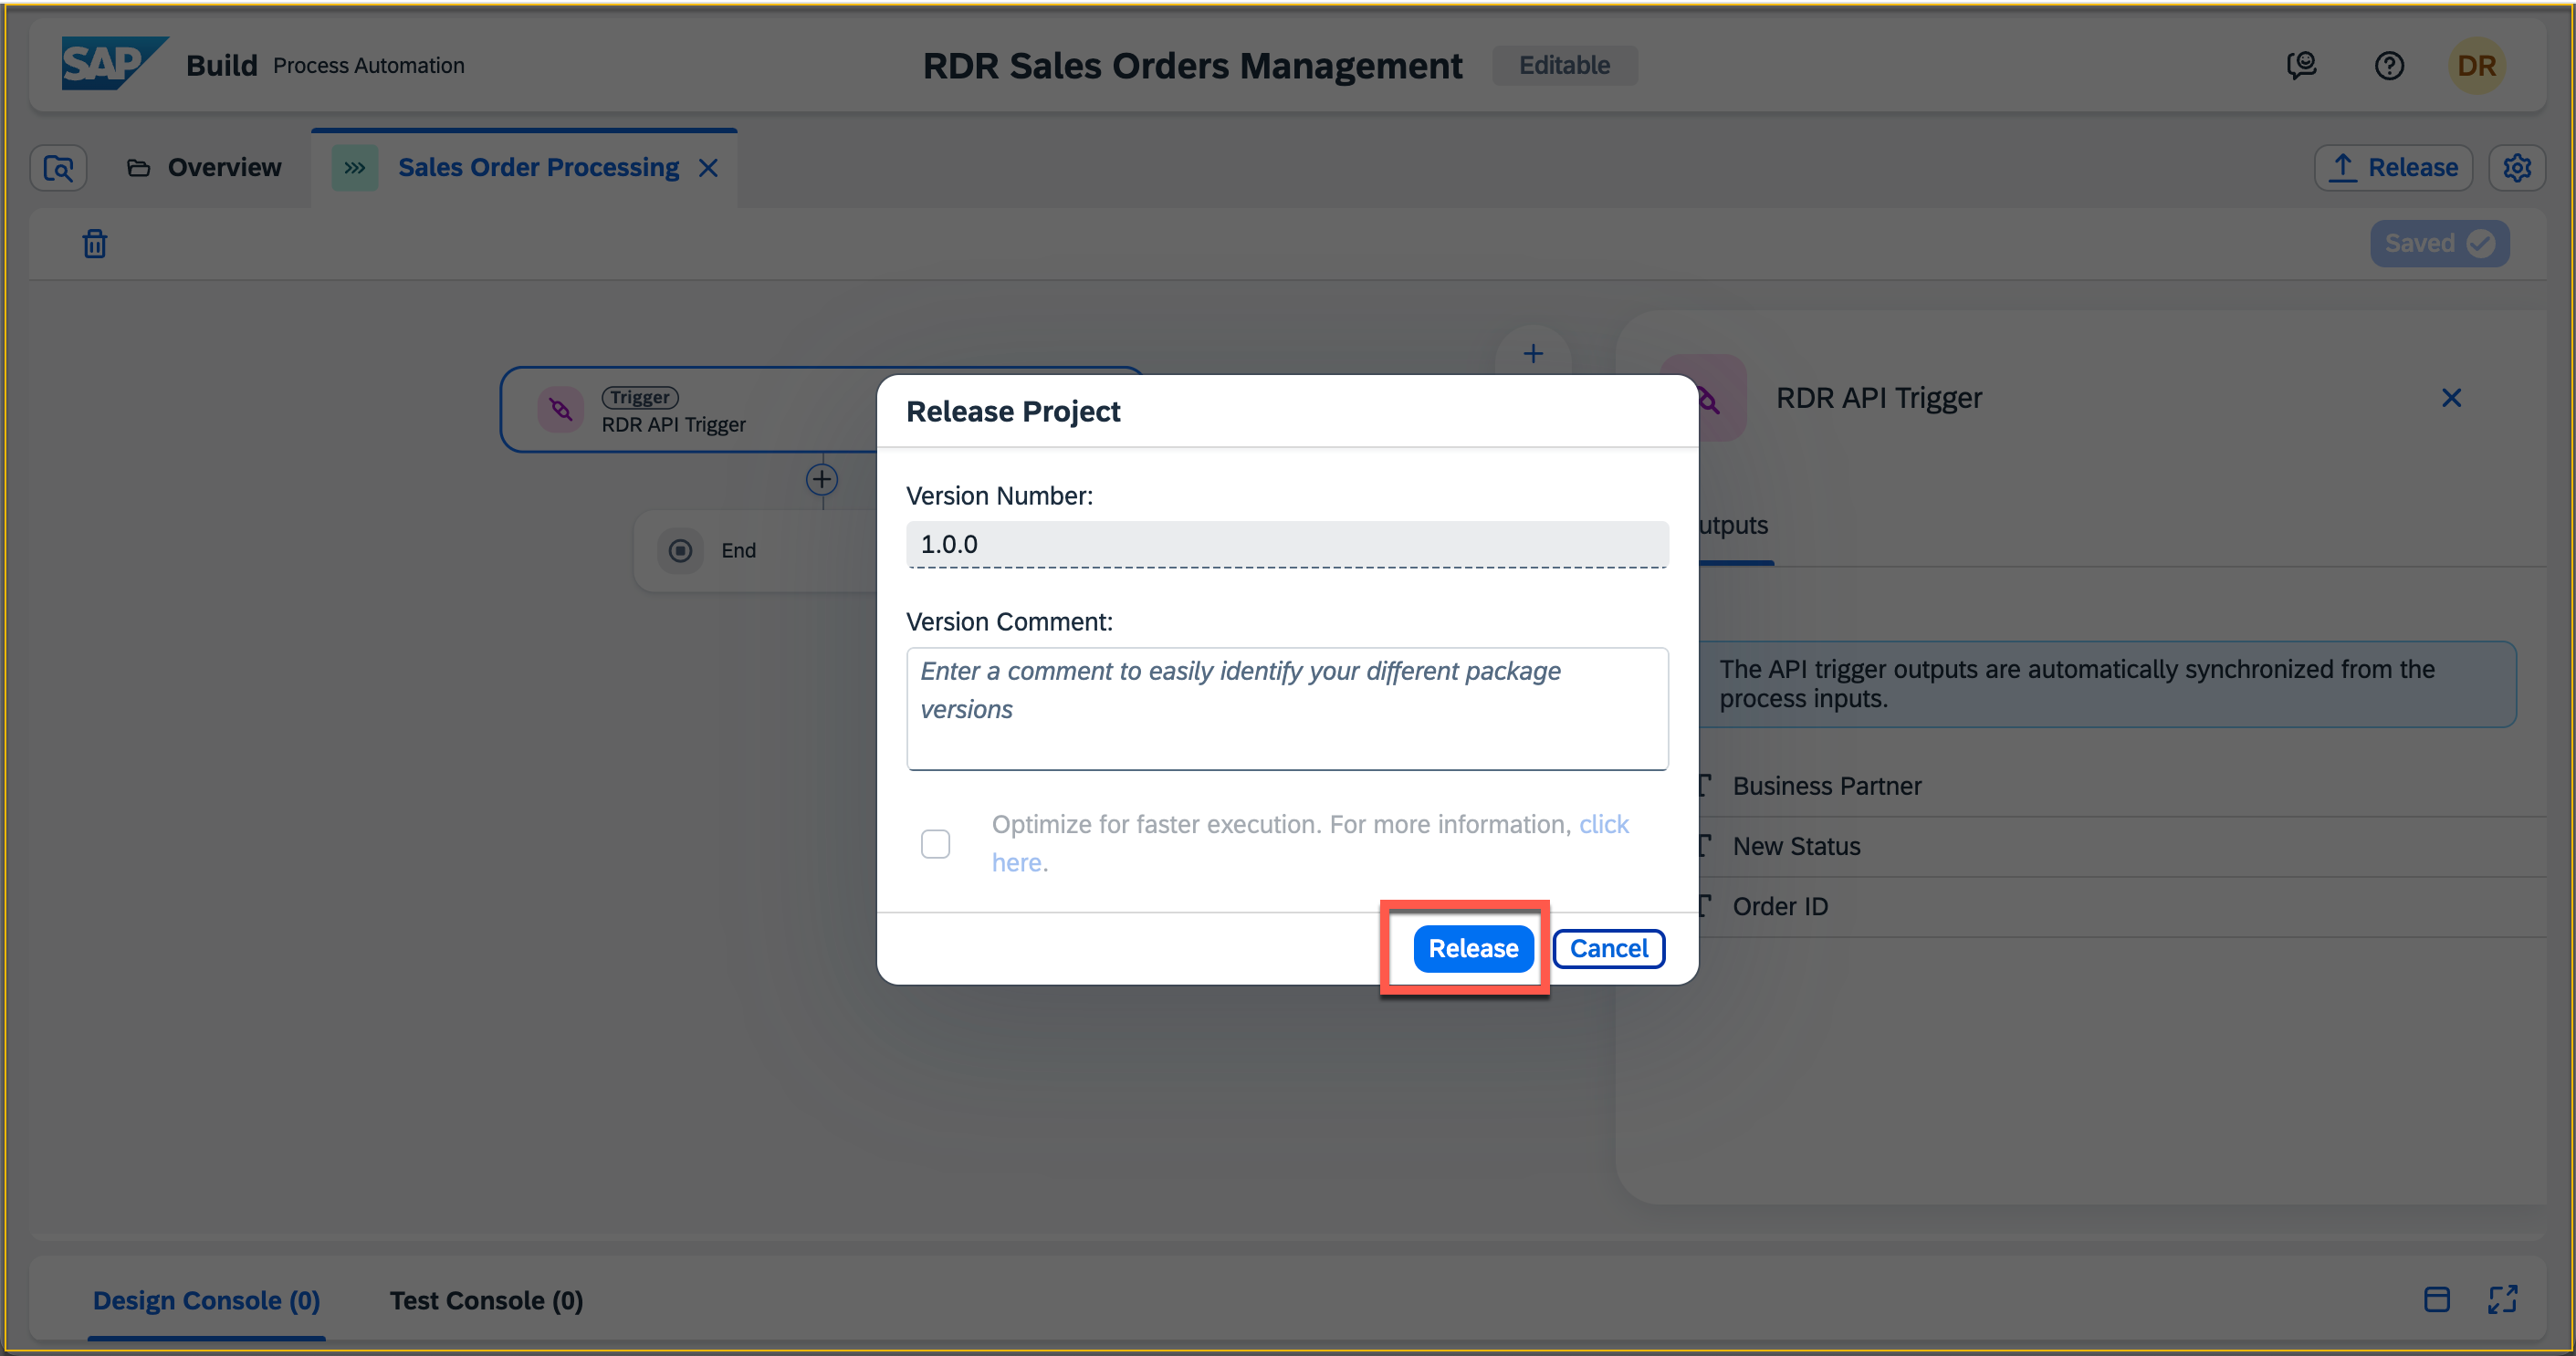 SAP Build Process Automation
RDR Sales Orders Management Editable
DR
Overview
Sales Order Processing
Release
Saved
Trigger
RDR API Trigger
End
Release Project
Version Number:
1.0.0
Version Comment:
Enter a comment to easily identify your different package
versions
Optimize for faster execution. For more information, click
here.
Release Cancel
RDR API Trigger
utputs
The API trigger outputs are automatically synchronized from the
process inputs.
Business Partner
New Status
Order ID
Design Console (0) Test Console (0)